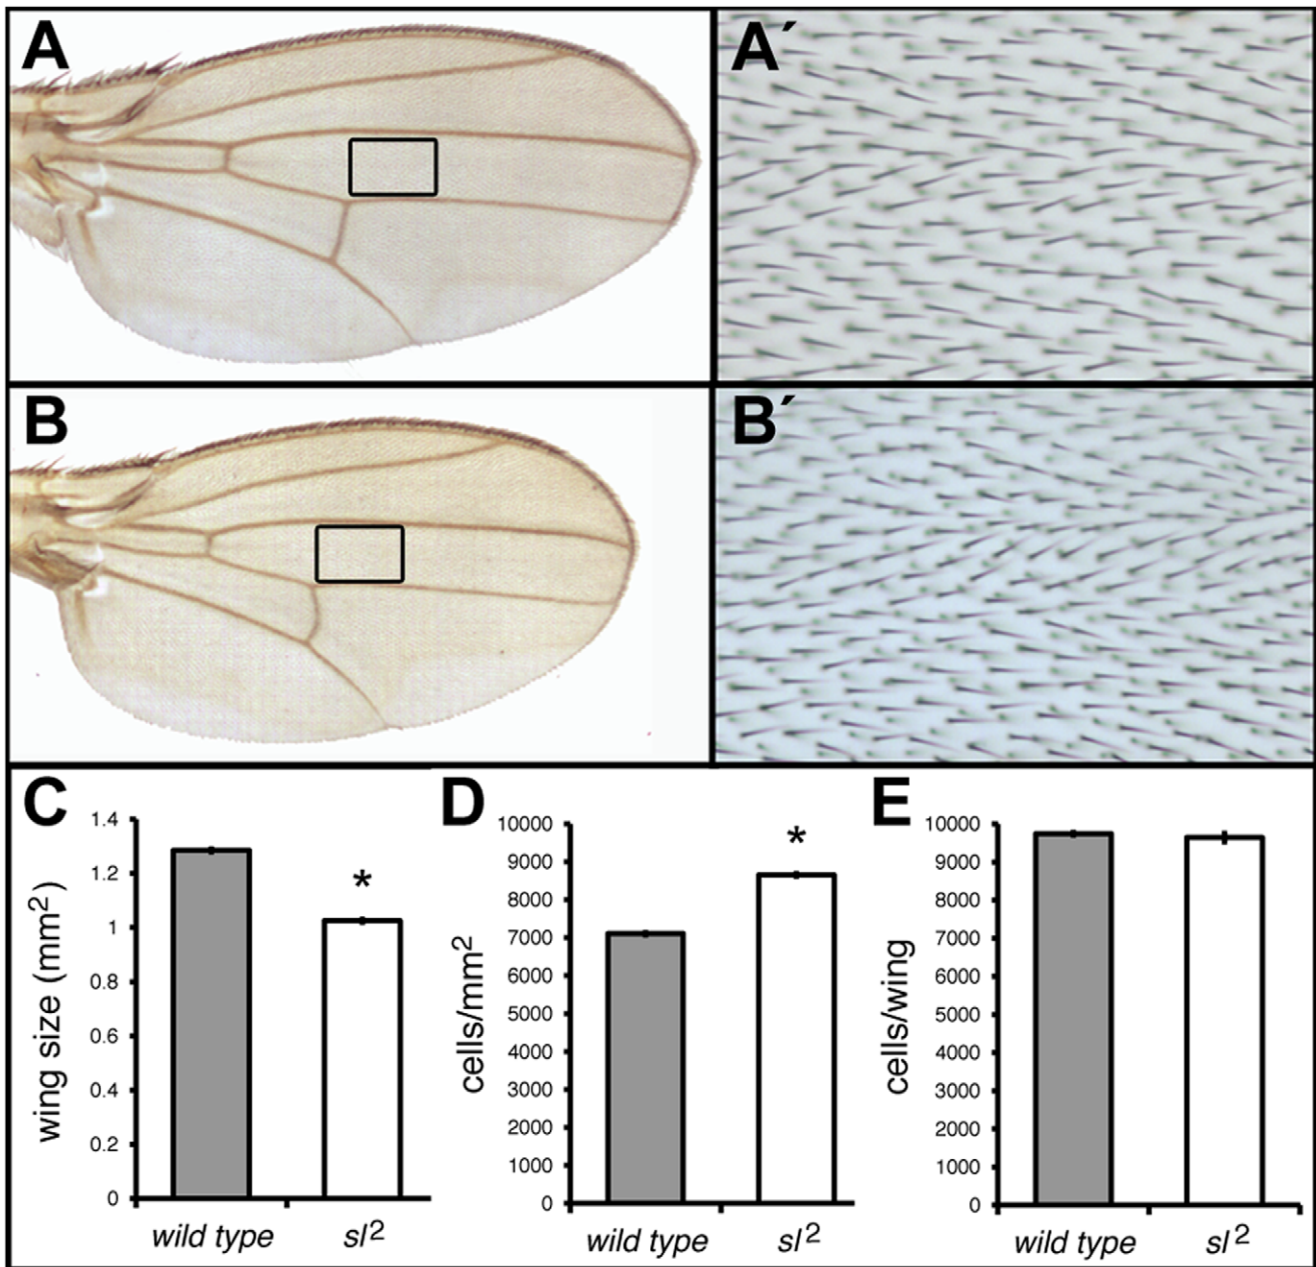 A
A´
B
B´
C
wing size (mm²)
1.4
1.2
1
0.8
0.6
0.4
0.2
0
*
wild type
sl²
D
cells/mm²
10000
9000
8000
7000
6000
5000
4000
3000
2000
1000
0
*
wild type
sl²
E
cells/wing
10000
9000
8000
7000
6000
5000
4000
3000
2000
1000
0
wild type
sl²